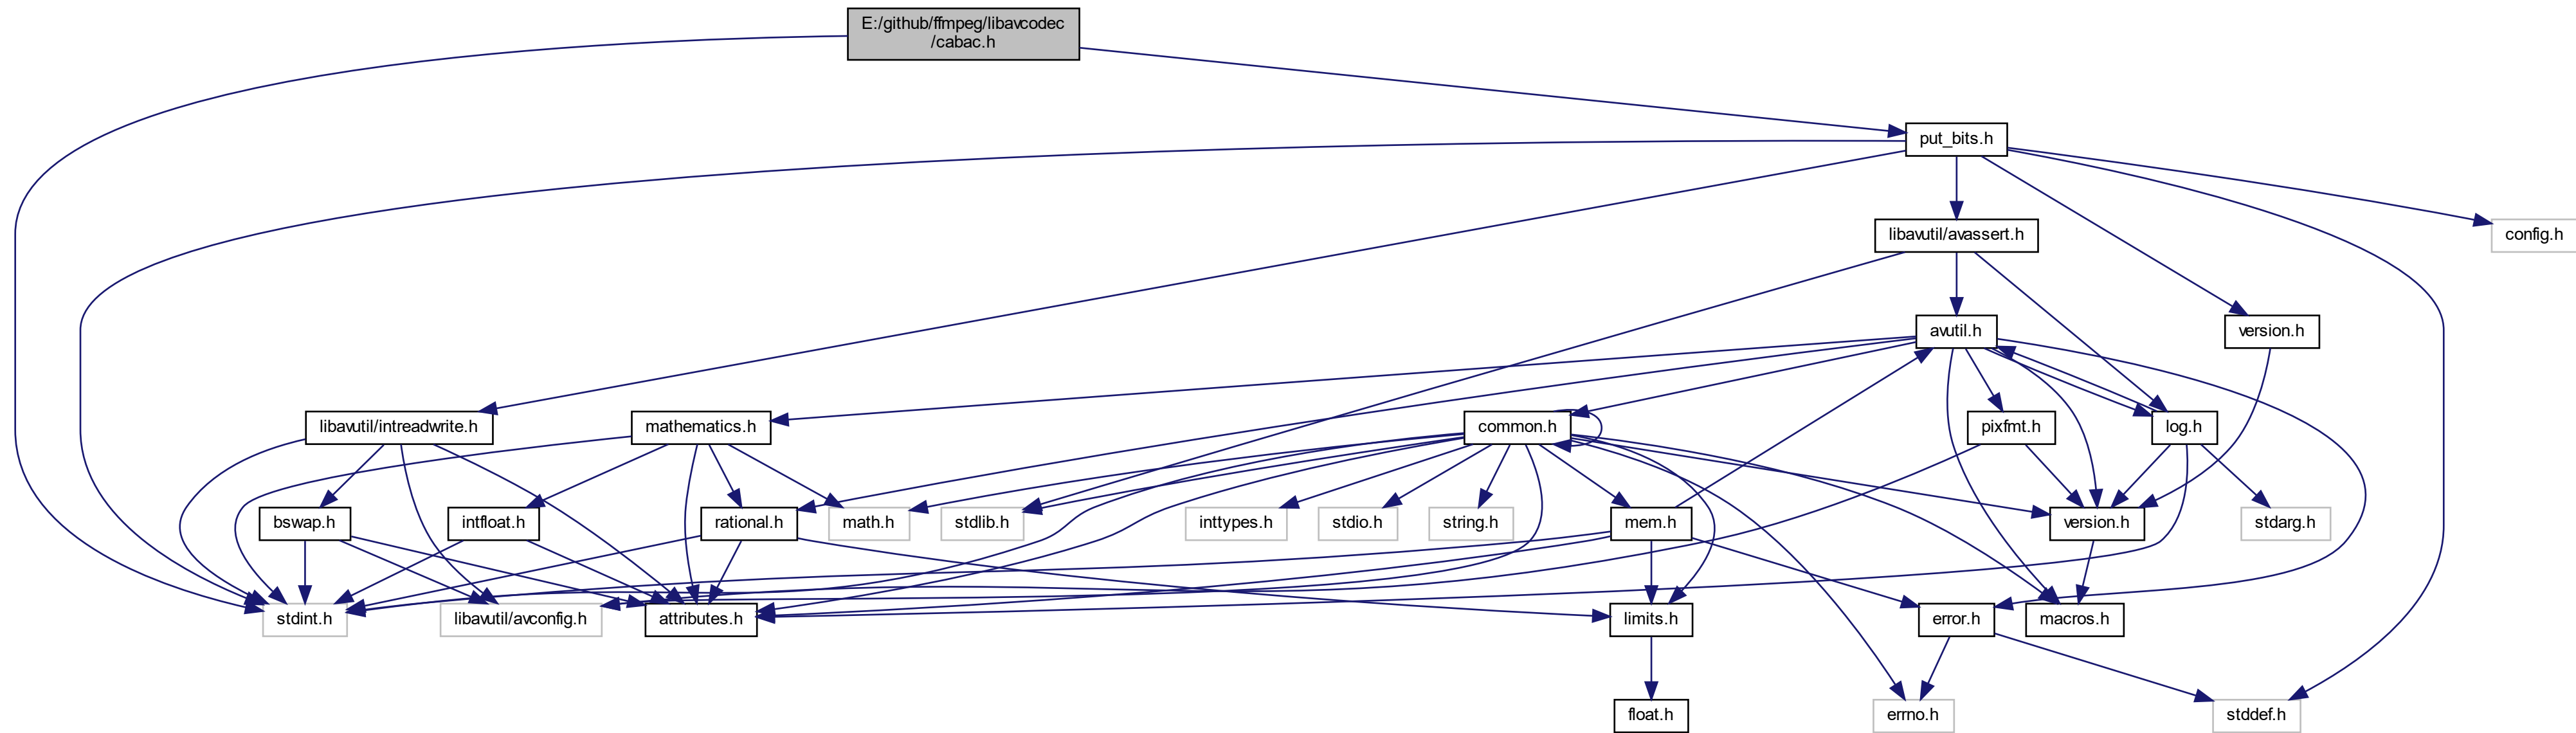 E:/github/ffmpeg/libavcodec
/cabac.h
put_bits.h
libavutil/avassert.h
config.h
avutil.h
version.h
libavutil/intreadwrite.h
mathematics.h
common.h
pixfmt.h
log.h
bswap.h
intfloat.h
rational.h
math.h
stdlib.h
inttypes.h
stdio.h
string.h
mem.h
version.h
stdarg.h
stdint.h
libavutil/avconfig.h
attributes.h
limits.h
error.h
macros.h
float.h
errno.h
stddef.h